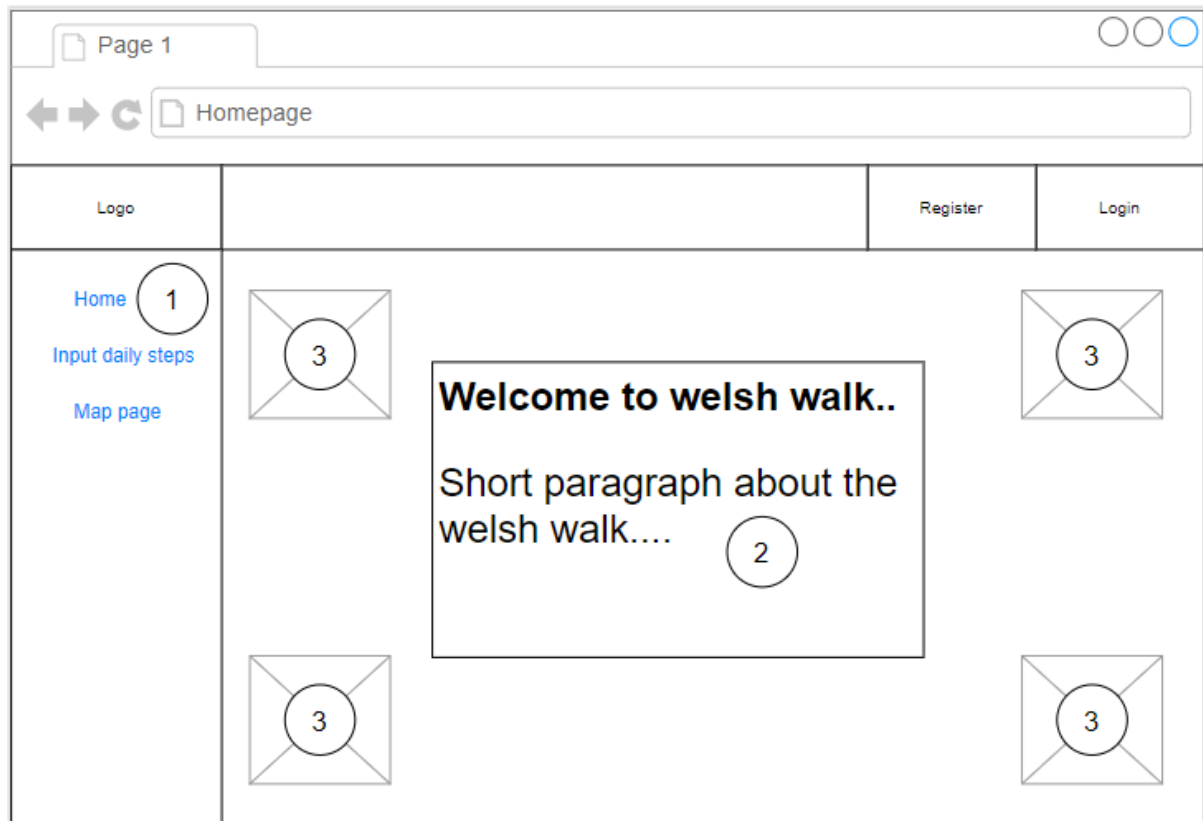 Page 1
Homepage
Logo
Register
Login
Home
1
Input daily steps
Map page
3
3
Welcome to welsh walk..
Short paragraph about the
welsh walk....
2
3
3